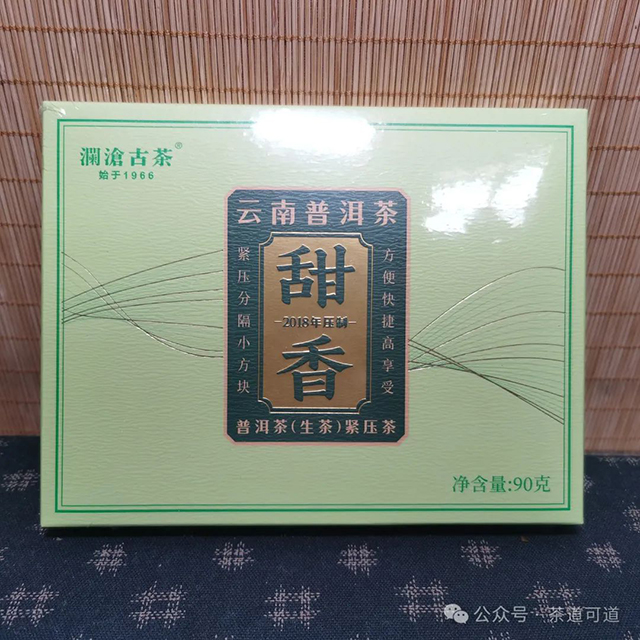 澜沧古茶®
始于1966
云南普洱茶
紧压分隔小方块
甜
-2018年压制-
香
方便快捷高享受
普洱茶(生茶)紧压茶
净含量:90克
公众号·茶道可道